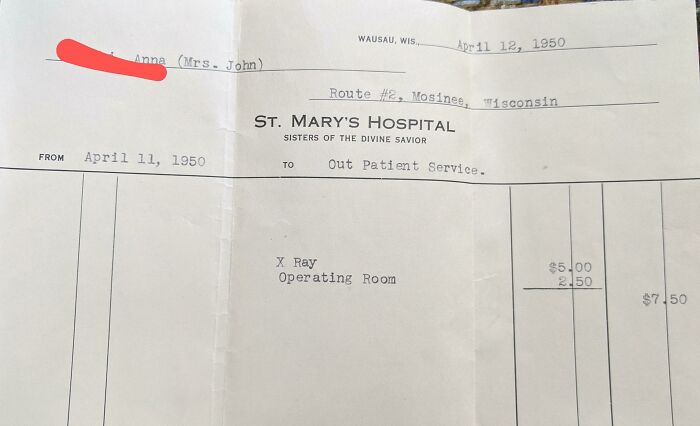 WAUSAU, WIS., April 12, 1950
Anna (Mrs. John)
Route #2, Mosinee, Wisconsin
ST. MARY'S HOSPITAL
SISTERS OF THE DIVINE SAVIOR
FROM April 11, 1950 TO Out Patient Service.
X Ray $5.00
Operating Room 2.50
$7.50